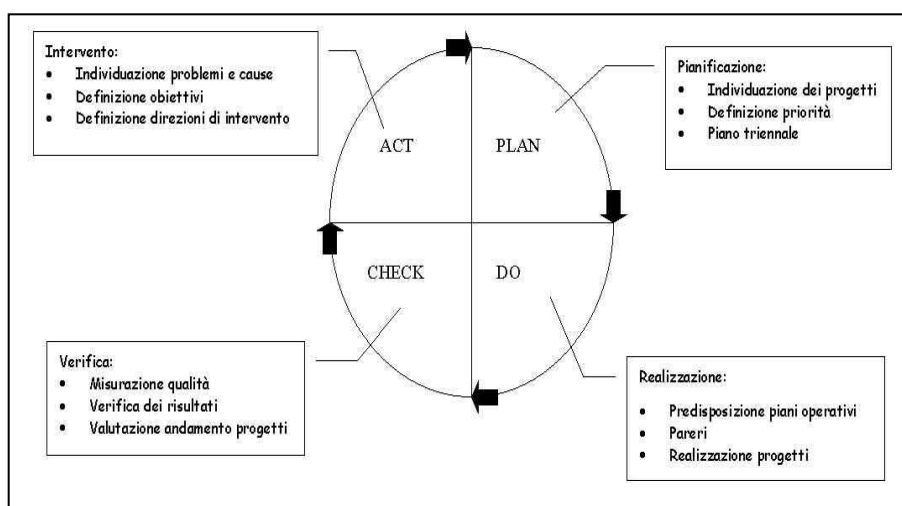 Intervento:
• Individuazione problemi e cause
• Definizione obiettivi
• Definizione direzioni di intervento
Pianificazione:
• Individuazione dei progetti
• Definizione priorità
• Piano triennale
ACT
PLAN
CHECK
DO
Verifica:
• Misurazione qualità
• Verifica dei risultati
• Valutazione andamento progetti
Realizzazione:
• Predisposizione piani operativi
• Pareri
• Realizzazione progetti